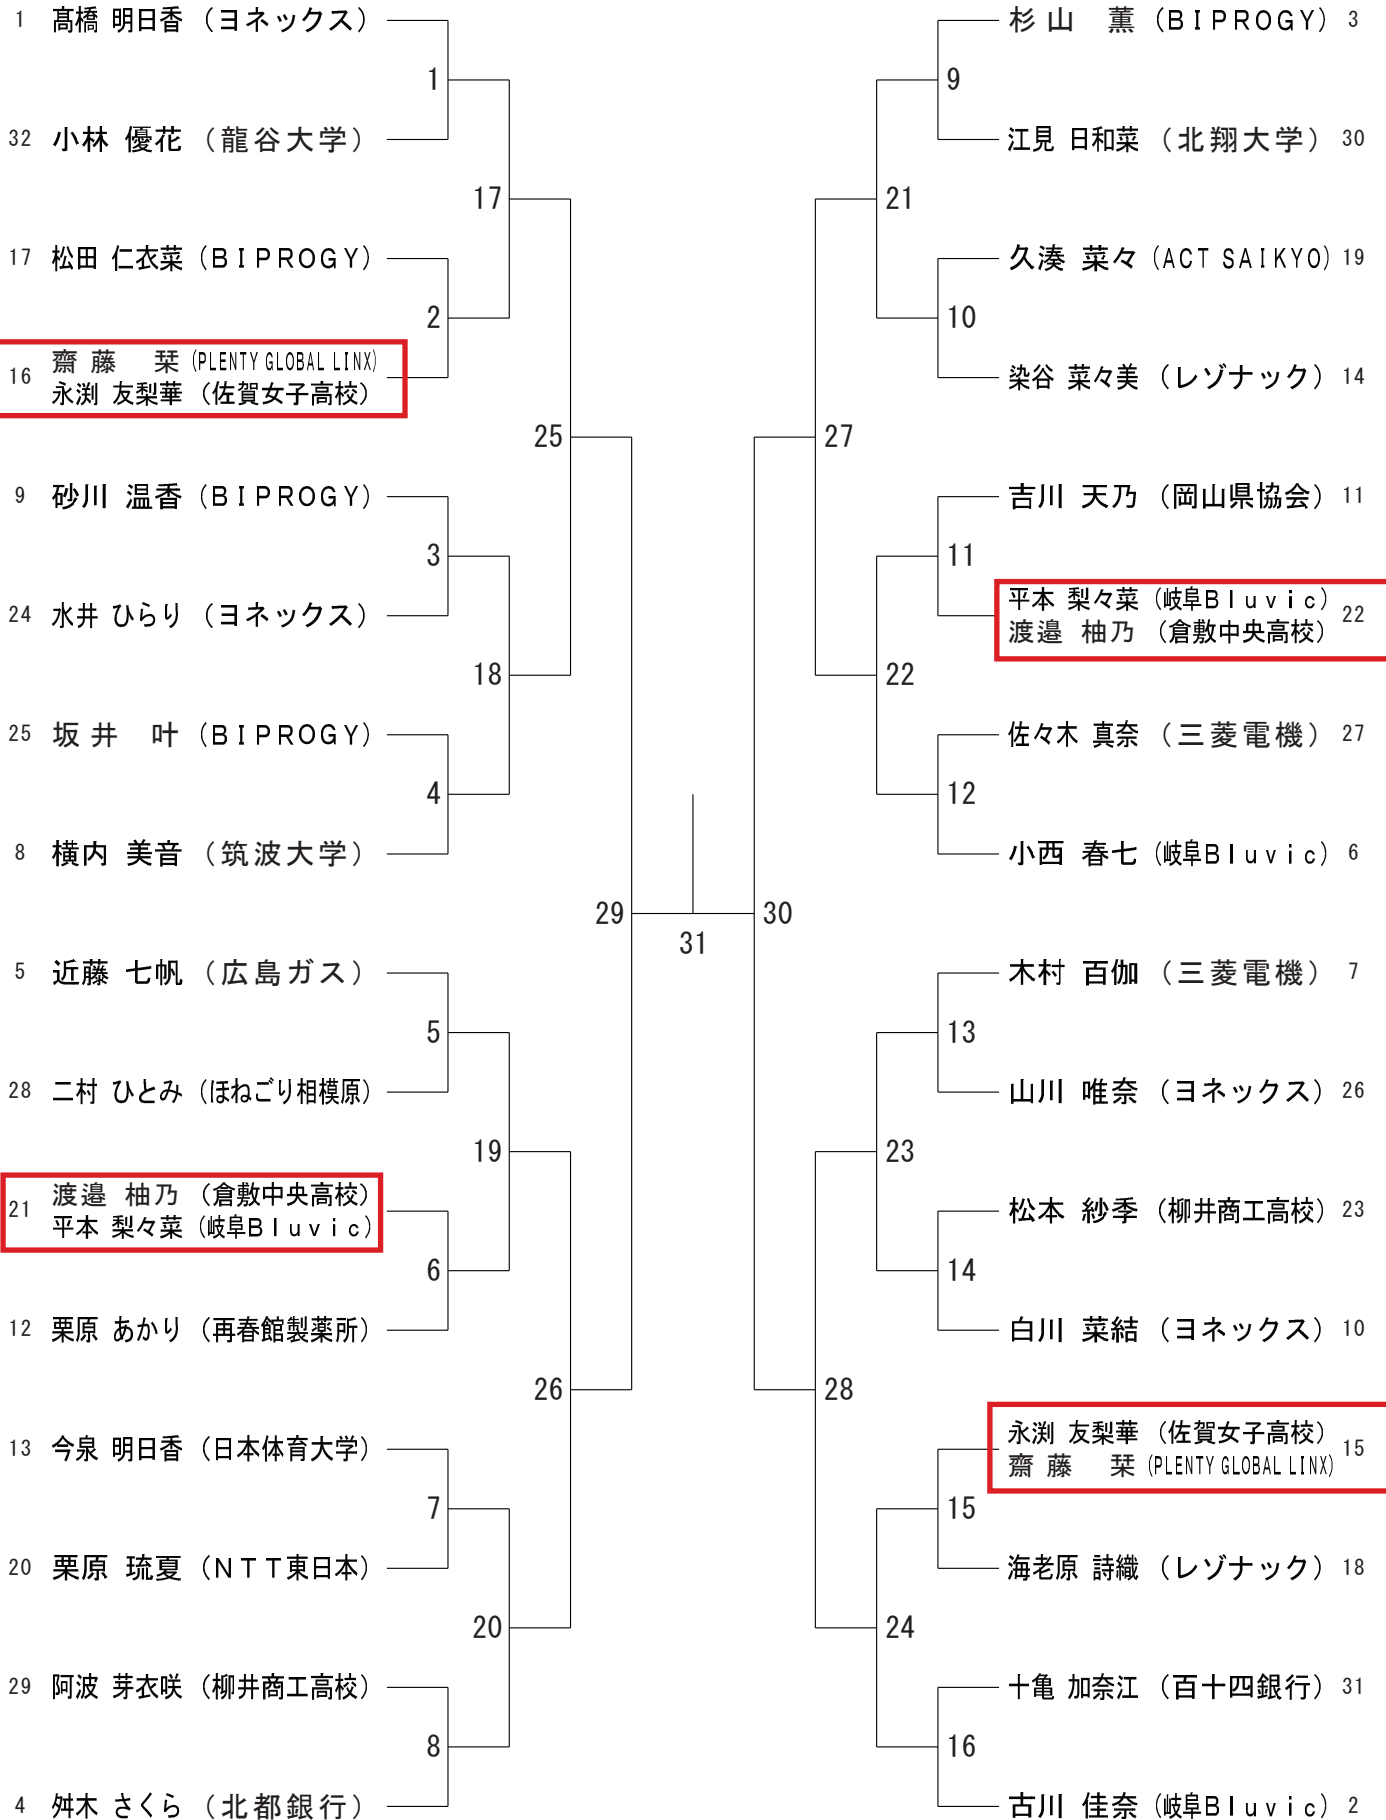 1 髙橋 明日香 (ヨネックス)
1
32 小林 優花 (龍谷大学)
17
17 松田 仁衣菜 (BIPROGY)
2
16 齋藤 栞 (PLENTY GLOBAL LINX)
永渕 友梨華 (佐賀女子高校)
25
9 砂川 温香 (BIPROGY)
3
24 水井 ひらり (ヨネックス)
18
25 坂井 叶 (BIPROGY)
4
8 横内 美音 (筑波大学)
29
5 近藤 七帆 (広島ガス)
5
28 二村 ひとみ (ほねごり相模原)
19
21 渡邉 柚乃 (倉敷中央高校)
平本 梨々菜 (岐阜Bluvic)
6
12 栗原 あかり (再春館製薬所)
26
13 今泉 明日香 (日本体育大学)
7
20 栗原 琉夏 (NTT東日本)
20
29 阿波 芽衣咲 (柳井商工高校)
8
4 舛木 さくら (北都銀行)
31
杉山 薫 (BIPROGY) 3
9
江見 日和菜 (北翔大学) 30
21
久湊 菜々 (ACT SAIKYO) 19
10
染谷 菜々美 (レゾナック) 14
27
吉川 天乃 (岡山県協会) 11
11
平本 梨々菜 (岐阜Bluvic) 22
渡邉 柚乃 (倉敷中央高校)
22
佐々木 真奈 (三菱電機) 27
12
小西 春七 (岐阜Bluvic) 6
30
木村 百伽 (三菱電機) 7
13
山川 唯奈 (ヨネックス) 26
23
松本 紗季 (柳井商工高校) 23
14
白川 菜結 (ヨネックス) 10
28
永渕 友梨華 (佐賀女子高校) 15
齋藤 栞 (PLENTY GLOBAL LINX)
15
海老原 詩織 (レゾナック) 18
24
十亀 加奈江 (百十四銀行) 31
16
古川 佳奈 (岐阜Bluvic) 2